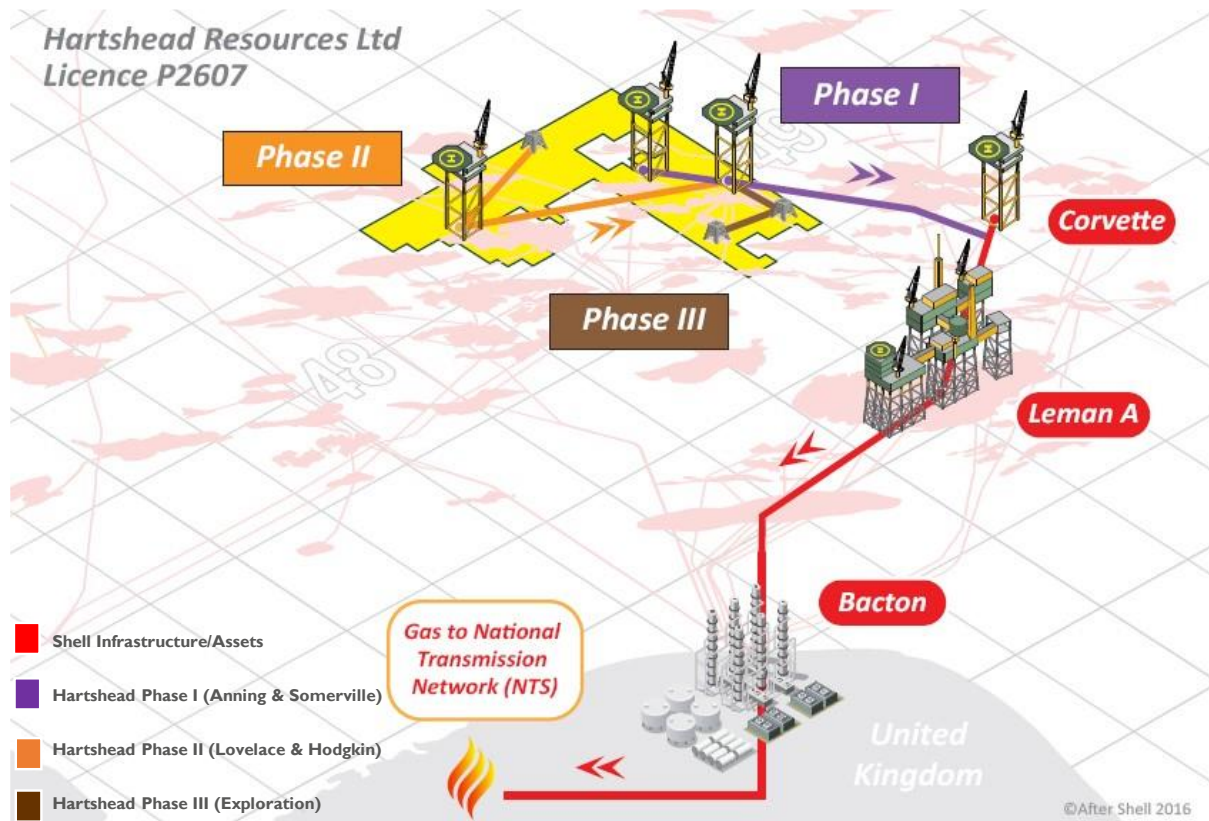 Hartshead Resources Ltd
Licence P2607
Phase I
Phase II
49
Corvette
Phase III
48
Leman A
Bacton
Gas to National
Transmission
Network (NTS)
Shell Infrastructure/Assets
Hartshead Phase I (Anning & Somerville)
Hartshead Phase II (Lovelace & Hodgkin)
Hartshead Phase III (Exploration)
United
Kingdom
©After Shell 2016
H
H
H
H
H